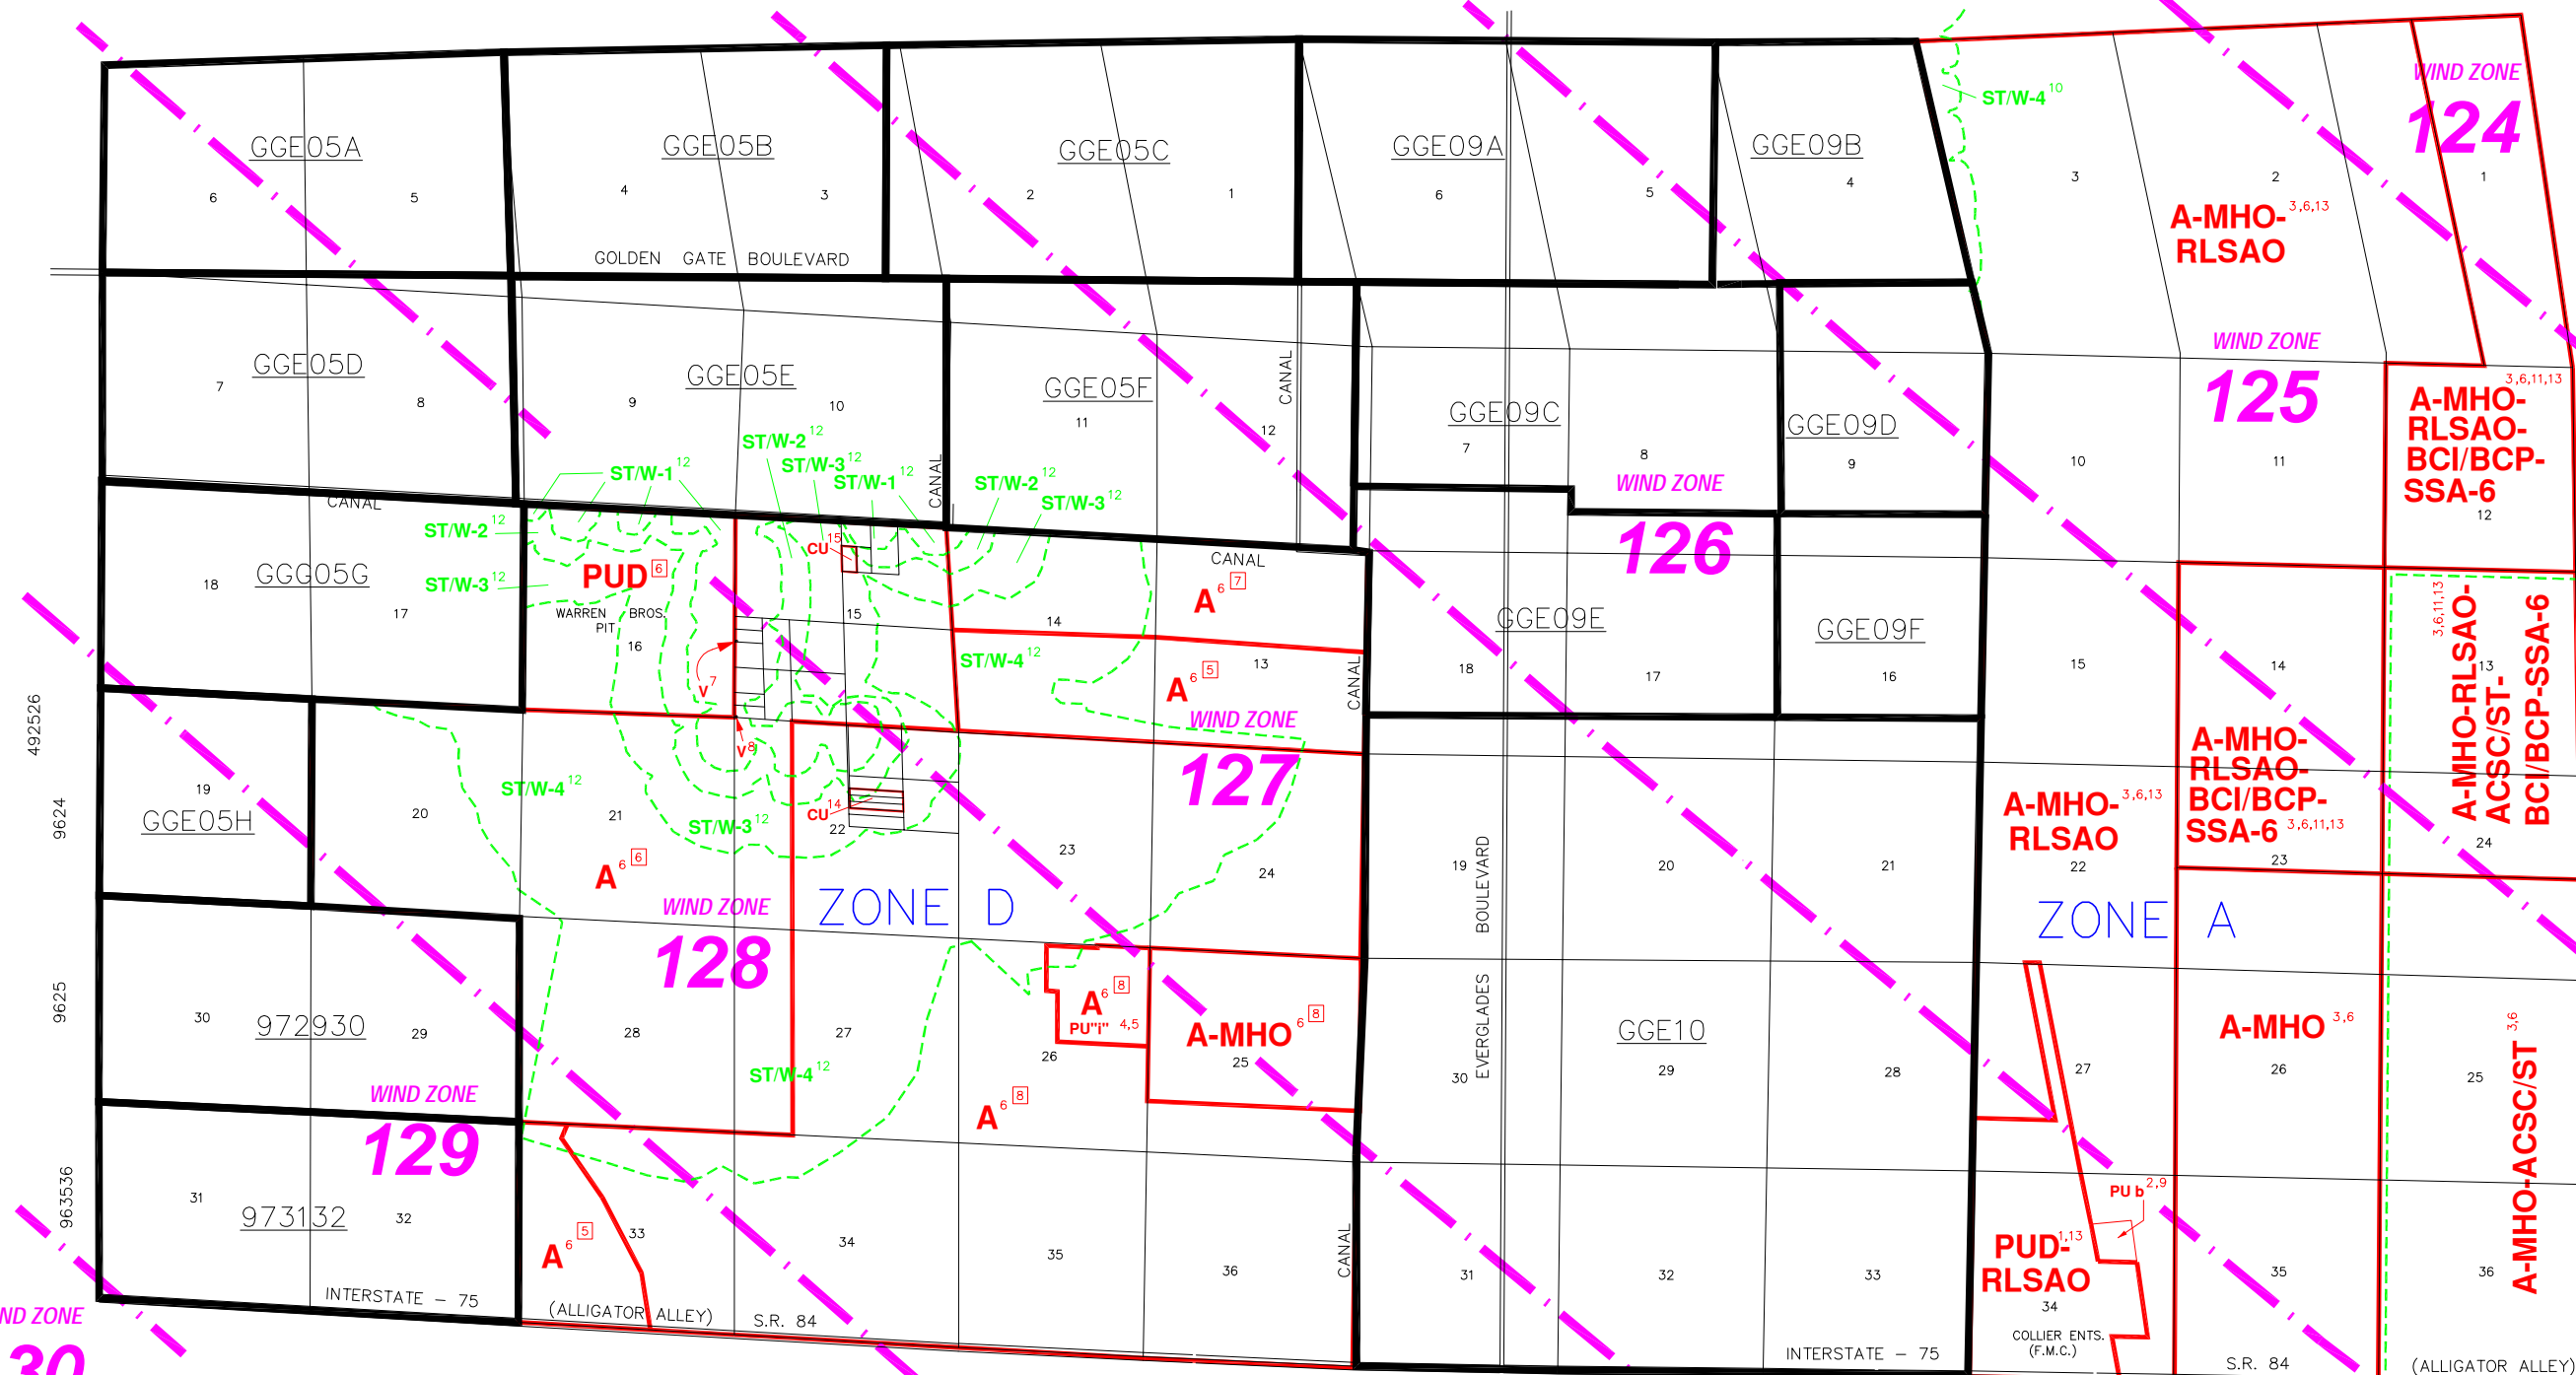 WIND ZONE
124
ST/W-4 10
GGE05A
GGE05B
GGE05C
GGE09A
GGE09B
6
5
4
3
2
1
6
5
4
3
2
1
A-MHO- 3,6,13
RLSAO
GOLDEN GATE BOULEVARD
WIND ZONE
125
GGE05D
GGE05E
GGE05F
CANAL
GGE09C
GGE09D
7
8
9
10
11
12
7
8
9
10
11
3,6,11,13
A-MHO-
RLSAO-
BCI/BCP-
SSA-6
12
ST/W-2 12
ST/W-3 12
ST/W-1 12
ST/W-1 12
CANAL
ST/W-2 12
ST/W-3 12
WIND ZONE
126
CANAL
ST/W-2 12
ST/W-3 12
CU 15
CANAL
GGG05G
18
17
PUD 6
WARREN BROS.
PIT
16
15
14
A 6 7
13
A 6 5
ST/W-4 12
CANAL
GGE09E
GGE09F
18
17
16
15
14
13
3,6,11,13
A-MHO-RLSAO-
ACSC/ST-
BCI/BCP-SSA-6
V 7
V 8
WIND ZONE
127
492526
19
GGE05H
9624
20
ST/W-4 12
21
ST/W-3 12
CU 14
22
23
24
A 6 6
19
20
21
EVERGLADES BOULEVARD
A-MHO- 3,6,13
RLSAO
22
A-MHO-
RLSAO-
BCI/BCP-
SSA-6 3,6,11,13
23
24
WIND ZONE
128
ZONE D
ZONE A
9625
30
972930
29
28
27
ST/W-4 12
A 6 8
PU"i" 4,5
26
A-MHO 6 8
25
A 6 8
30
GGE10
29
28
27
A-MHO 3,6
26
25
A-MHO-ACSC/ST 3,6
WIND ZONE
129
963536
31
973132
32
A 6 5
33
34
35
36
CANAL
31
32
33
PU b 2,9
PUD- 1,13
RLSAO
34
COLLIER ENTS.
(F.M.C.)
35
36
INTERSTATE - 75
(ALLIGATOR ALLEY)
S.R. 84
INTERSTATE - 75
S.R. 84
(ALLIGATOR ALLEY)
ND ZONE
30